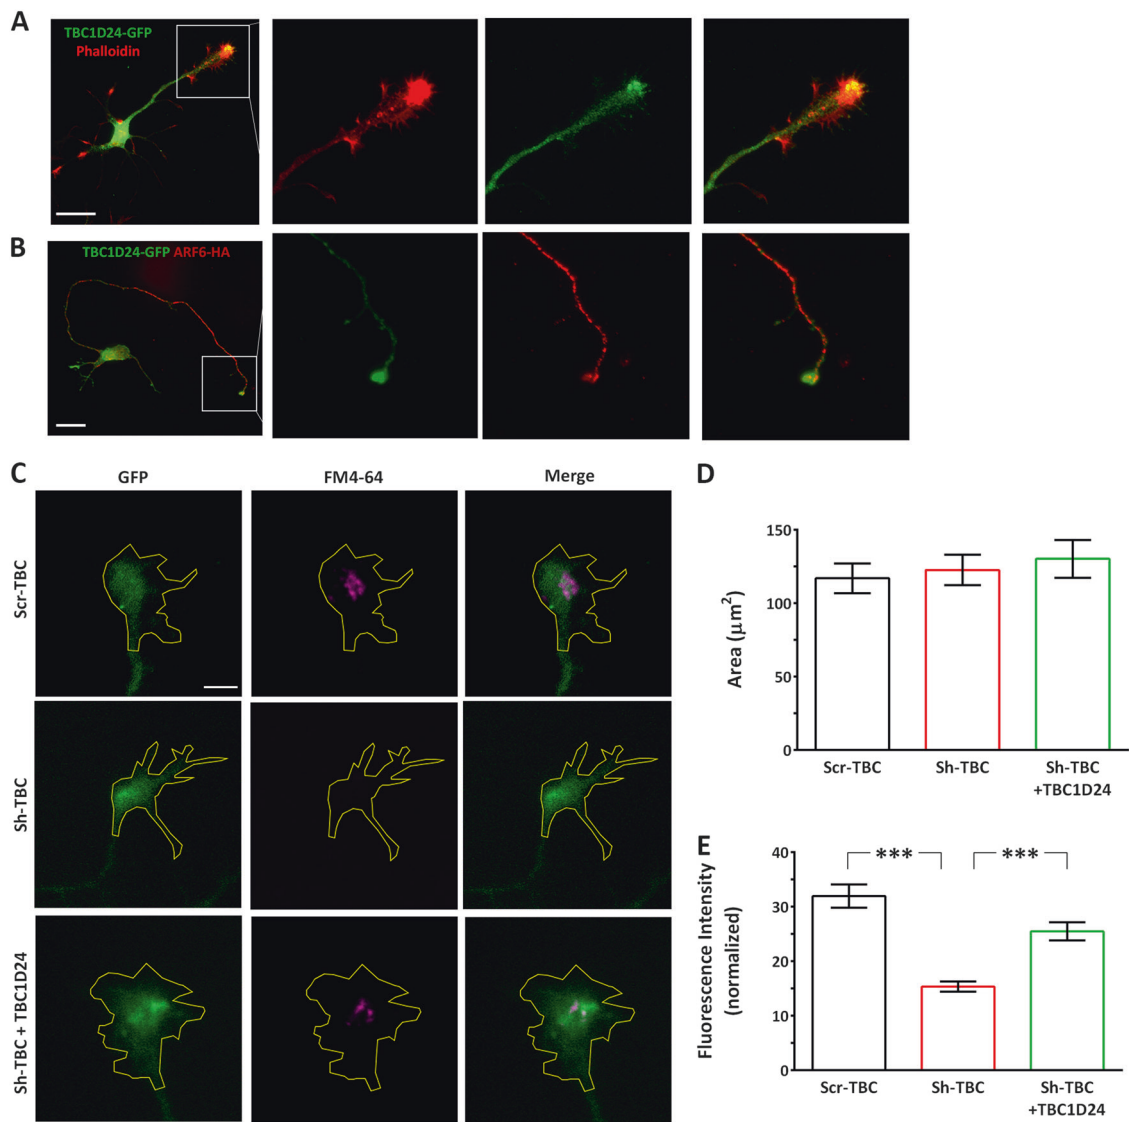 A
TBC1D24-GFP
Phalloidin
B
TBC1D24-GFP ARF6-HA
C
GFP
FM4-64
Merge
Scr-TBC
Sh-TBC
Sh-TBC + TBC1D24
D
150
100
50
0
Area (μm²)
Scr-TBC
Sh-TBC
Sh-TBC
+TBC1D24
E
40
30
20
10
0
Fluorescence Intensity
(normalized)
***
***
Scr-TBC
Sh-TBC
Sh-TBC
+TBC1D24